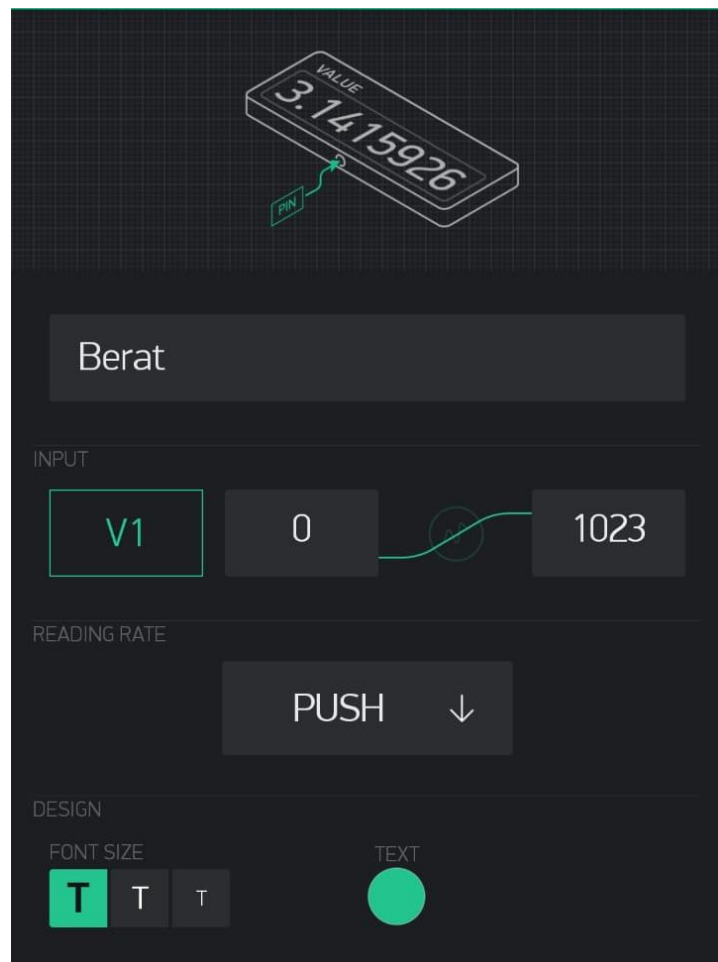 VALUE
3.1415926
PIN
Berat
INPUT
V1 0 1023
READING RATE
PUSH ↓
DESIGN
FONT SIZE TEXT
T T T